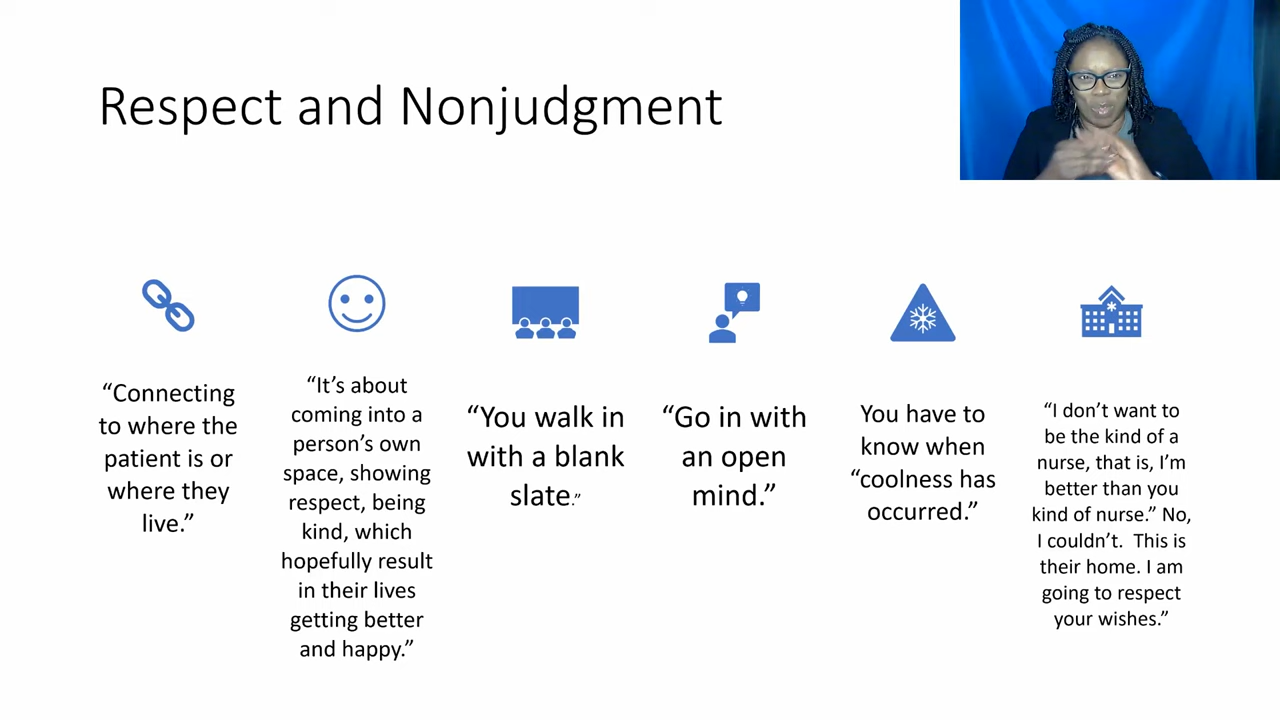 Respect and Nonjudgment
“Connecting
to where the
patient is or
where they
live.”
“It’s about
coming into a
person’s own
space, showing
respect, being
kind, which
hopefully result
in their lives
getting better
and happy.”
“You walk in
with a blank
slate.”
“Go in with
an open
mind.”
You have to
know when
“coolness has
occurred.”
“I don’t want to
be the kind of a
nurse, that is, I’m
better than you
kind of nurse.” No,
I couldn’t.  This is
their home. I am
going to respect
your wishes.”